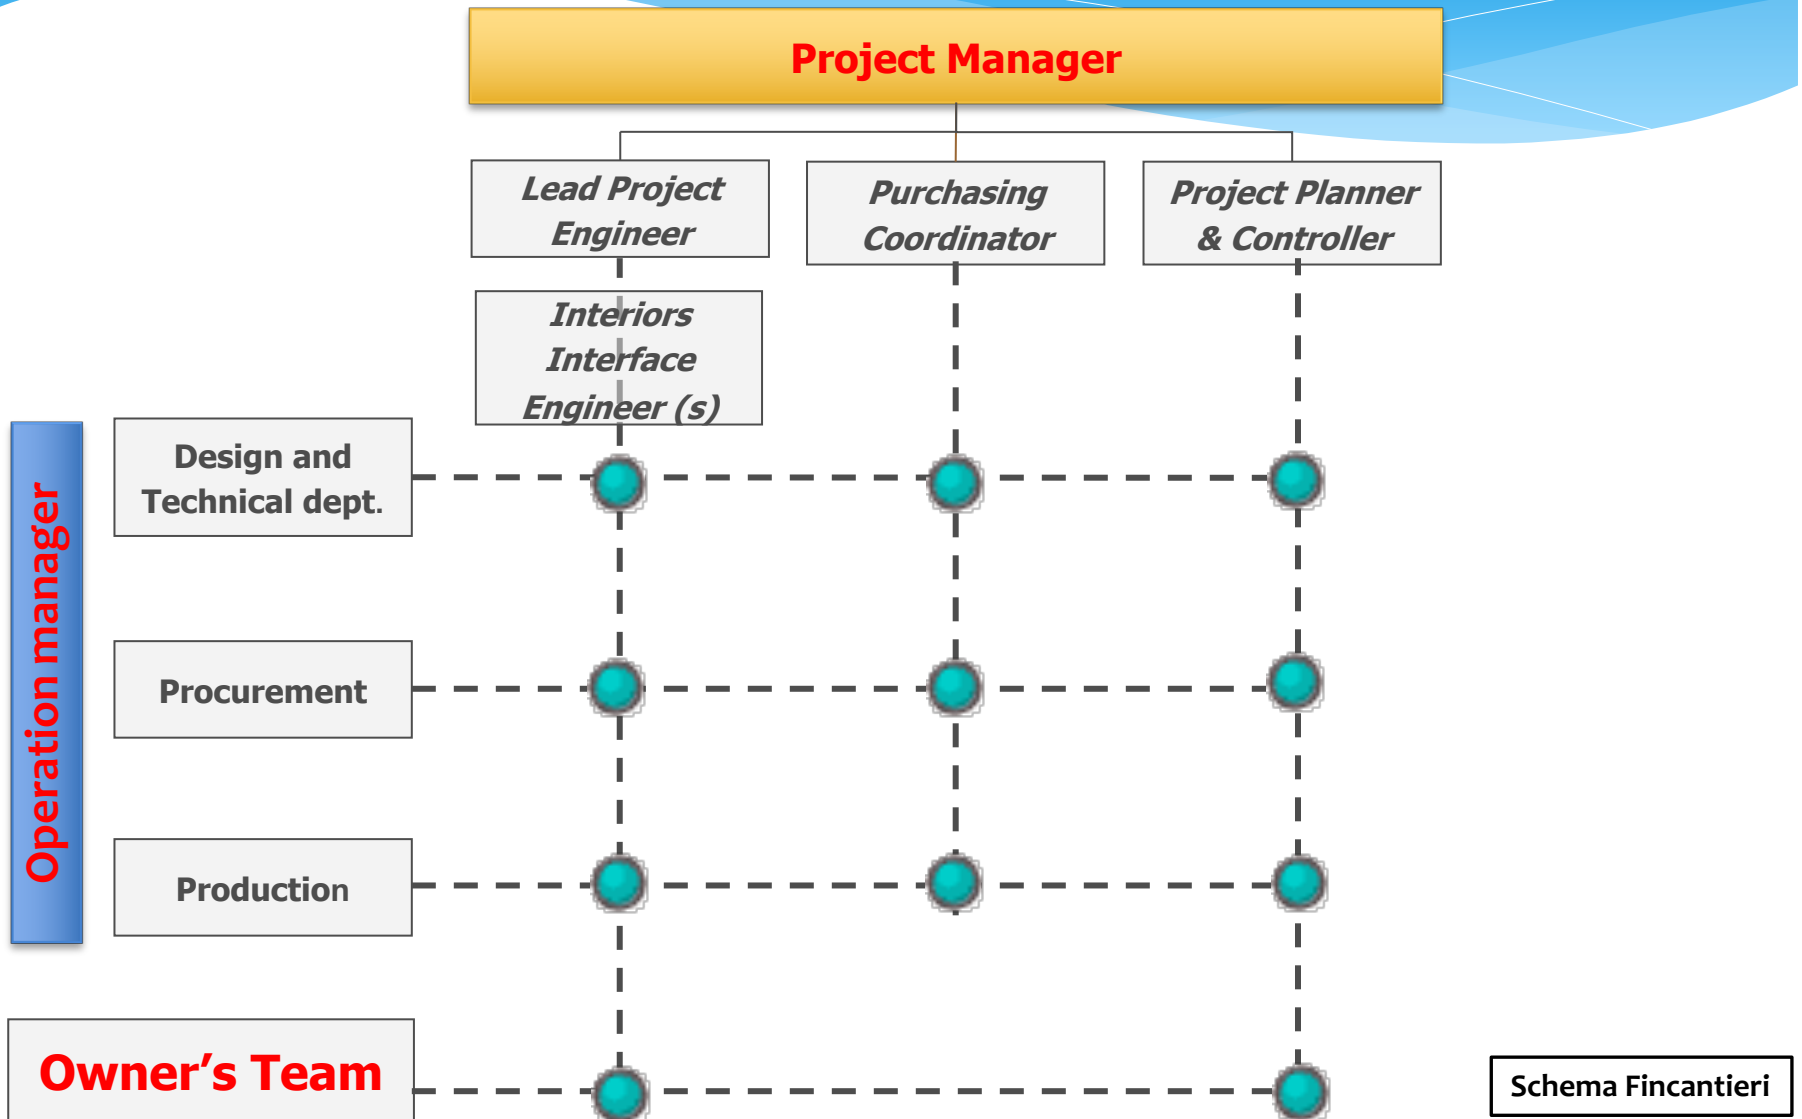 Project Manager
Lead Project
Engineer
Purchasing
Coordinator
Project Planner
& Controller
Interiors
Interface
Engineer (s)
Operation manager
Design and
Technical dept.
Procurement
Production
Owner’s Team
Schema Fincantieri